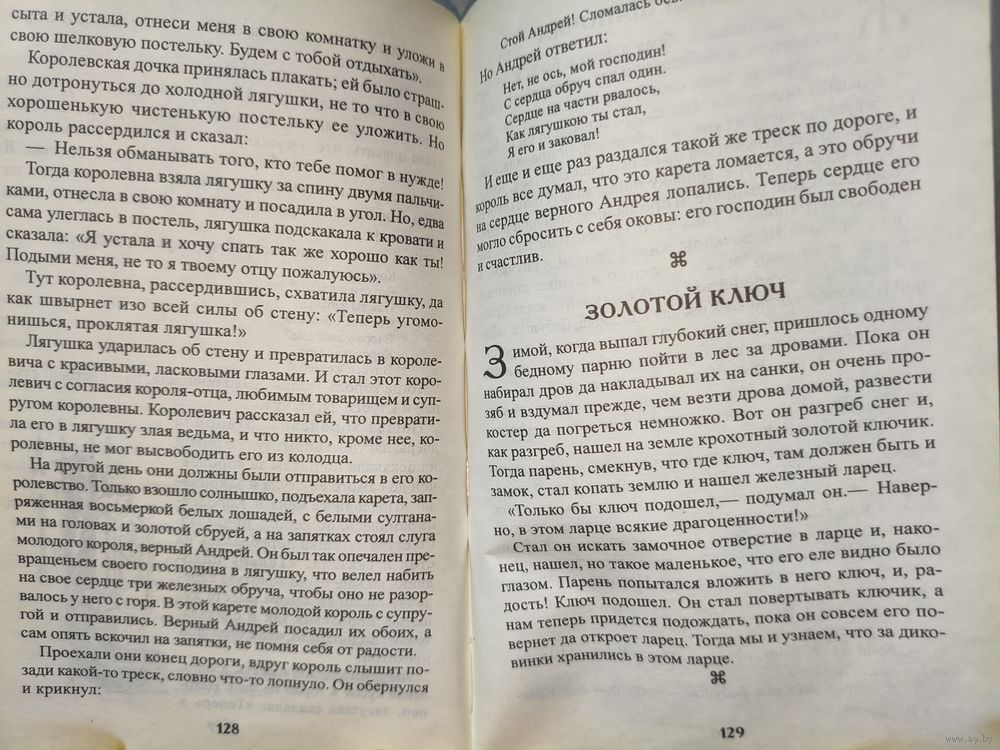 сыта и устала, отнеси меня в свою комнатку и уложи в
свою шелковую постельку. Будем с тобой отдыхать».
Королевская дочка принялась плакать; ей было страш-
но дотронуться до холодной лягушки, не то что в свою
хорошенькую чистенькую постельку ее уложить. Но
король рассердился и сказал:
— Нельзя обманывать того, кто тебе помог в нужде!
Тогда королевна взяла лягушку за спину двумя пальчи-
ками, отнесла в свою комнату и посадила в угол. Но, едва
сама улеглась в постель, лягушка подскакала к кровати и
сказала: «Я устала и хочу спать так же хорошо как ты!
Подыми меня, не то я твоему отцу пожалуюсь».
Тут королевна, рассердившись, схватила лягушку, да
как швырнет изо всей силы об стену: «Теперь угомо-
нишься, проклятая лягушка!»
Лягушка ударилась об стену и превратилась в короле-
вича с красивыми, ласковыми глазами. И стал этот коро-
левич с согласия короля-отца, любимым товарищем и суп-
ругом королевны. Королевич рассказал ей, что преврати-
ла его в лягушку злая ведьма, и что никто, кроме нее, ко-
ролевны, не мог высвободить его из колодца.
На другой день они должны были отправиться в его ко-
ролевство. Только взошло солнышко, подъехала карета, зап-
ряженная восьмеркой белых лошадей, с белыми султана-
ми на головах и золотой сбруей, а на запятках стоял слуга
молодого короля, верный Андрей. Он был так опечален пре-
вращеньем своего господина в лягушку, что велел набить
на свое сердце три железных обруча, чтобы оно не разор-
валось у него с горя. В этой карете молодой король с супру-
гой и отправились. Верный Андрей посадил их обоих, а
сам опять вскочил на запятки, не помня себя от радости.
Проехали они конец дороги, вдруг король слышит по-
зади какой-то треск, словно что-то лопнуло. Он обернулся
и крикнул:
128
Стой Андрей! Сломалась
Но Андрей ответил:
Нет, не ось, мой господин!
С сердца обруч спал один.
Сердце на части рвалось,
Как лягушкою ты стал,
Я его и заковал!
И еще и еще раз раздался такой же треск по дороге, и
король все думал, что это карета ломается, а это обручи
на сердце верного Андрея лопались. Теперь сердце его
могло сбросить с себя оковы: его господин был свободен
и счастлив.
ЗОЛОТОЙ КЛЮЧ
Зимой, когда выпал глубокий снег, пришлось одному
бедному парню пойти в лес за дровами. Пока он
набирал дров да накладывал их на санки, он очень про-
зяб и вздумал прежде, чем везти дрова домой, развести
костер да погреться немножко. Вот он разгреб снег и,
как разгреб, нашел на земле крохотный золотой ключик.
Тогда парень, смекнув, что где ключ, там должен быть и
замок, стал копать землю и нашел железный ларец.
«Только бы ключ подошел,— подумал он.— Навер-
но, в этом ларце всякие драгоценности!»
Стал он искать замочное отверстие в ларце и, нако-
нец, нашел, но такое маленькое, что его еле видно было
глазом. Парень попытался вложить в него ключ, и, ра-
дость! Ключ подошел. Он стал повертывать ключик, а
нам теперь придется подождать, пока он совсем его по-
вернет да откроет ларец. Тогда мы и узнаем, что за дико-
винки хранились в этом ларце.
129
www.ay.by